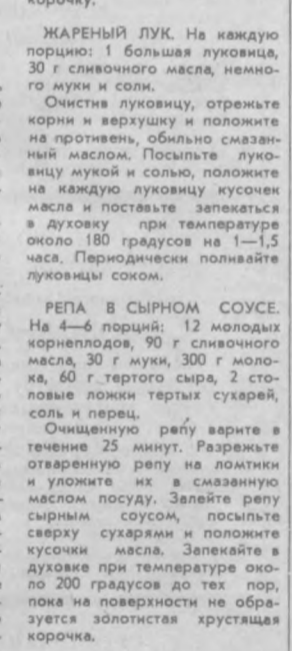 корочку.
ЖАРЕНЫЙ ЛУК. На каждую
порцию: 1 большая луковица,
30 г сливочного масла, немно-
го муки и соли.
Очистив луковицу, отрежьте
корни и верхушку и положите
на противень, обильно смазан-
ный маслом. Посыпьте луко-
вицу мукой и солью, положите
на каждую луковицу кусочек
масла и поставьте запекаться
в духовку при температуре
около 180 градусов на 1—1,5
часа. Периодически поливайте
луковицы соком.
РЕПА В СЫРНОМ СОУСЕ.
На 4—6 порций: 12 молодых
корнеплодов, 90 г сливочного
масла, 30 г муки, 300 г моло-
ка, 60 г тертого сыра, 2 сто-
ловые ложки тертых сухарей,
соль и перец.
Очищенную репу варите в
течение 25 минут. Разрежьте
отваренную репу на ломтики
и уложите их в смазанную
маслом посуду. Залейте репу
сырным соусом, посыпьте
сверху сухарями и положите
кусочки масла. Запекайте в
духовке при температуре око-
ло 200 градусов до тех пор,
пока на поверхности не обра-
зуется золотистая хрустящая
корочка.